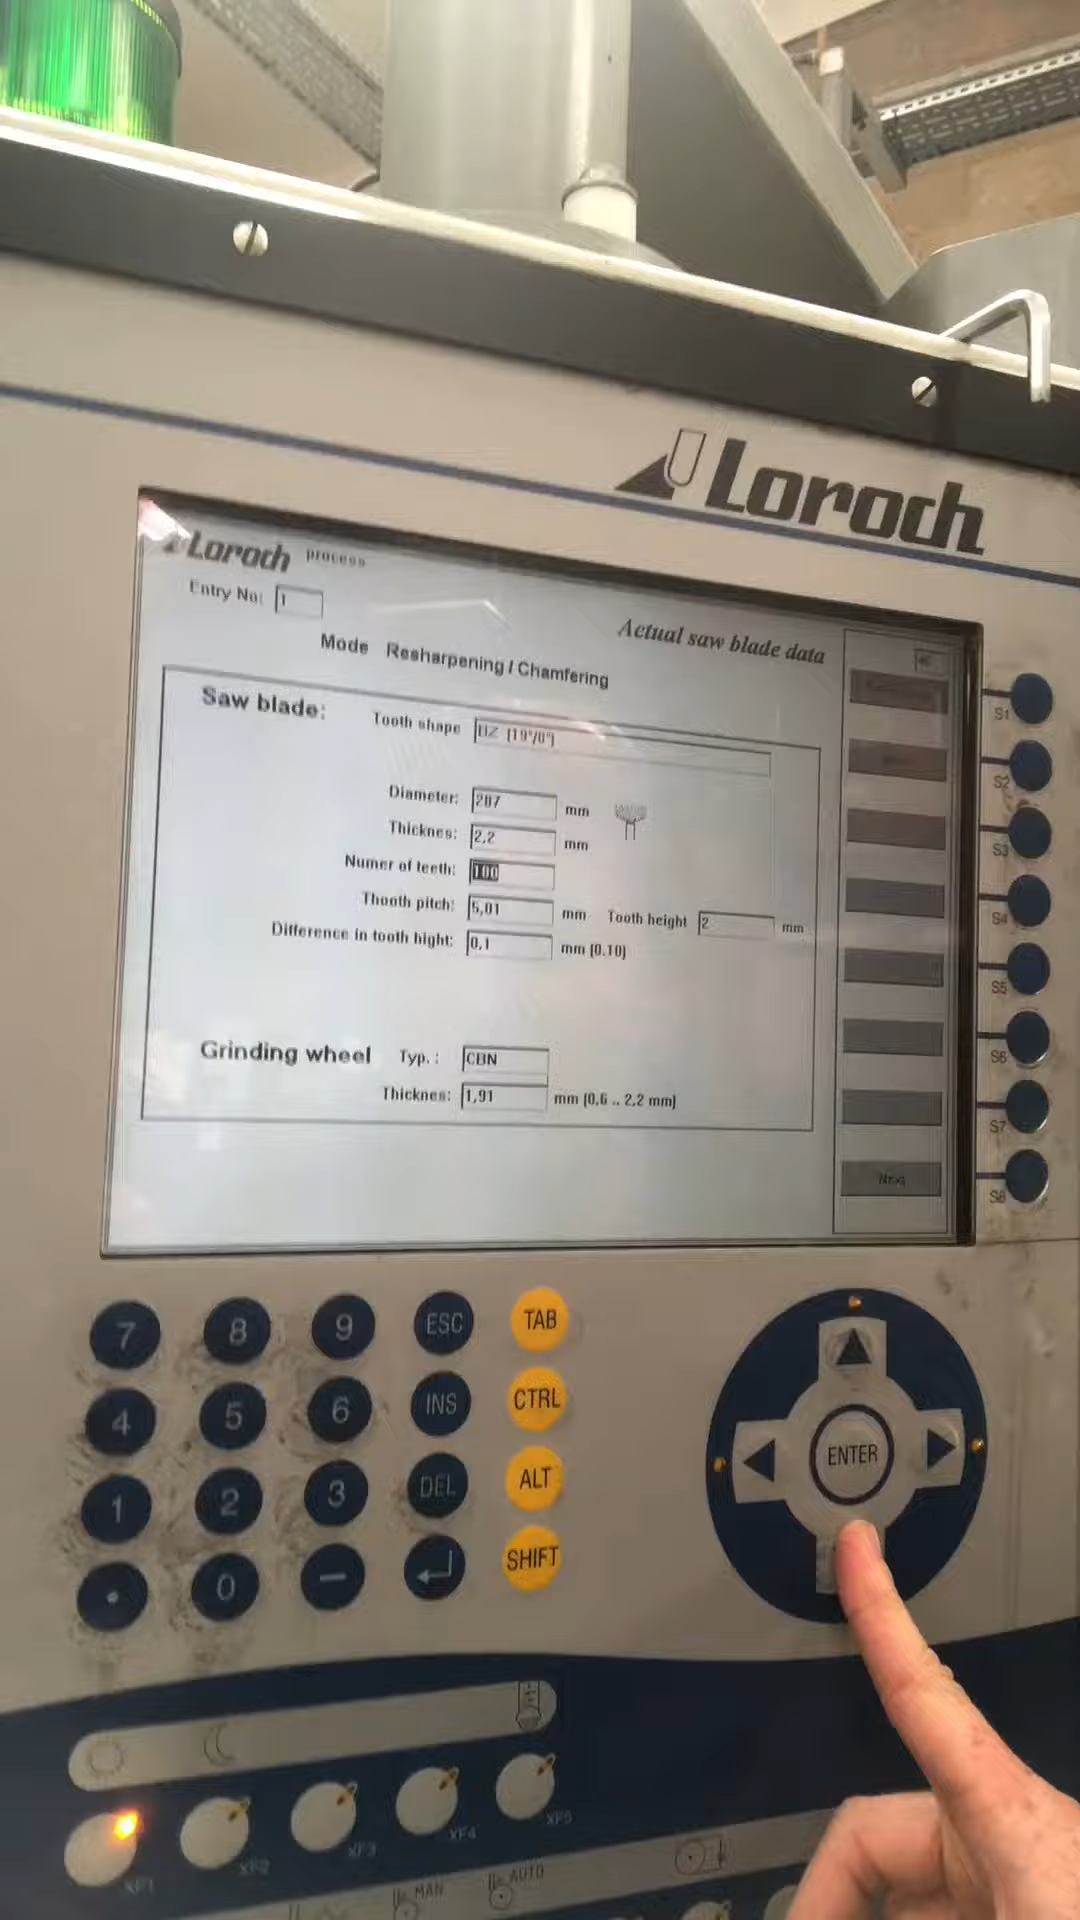 Loroch
Loroch process
Entry No: 1
Actual saw blade data
Mode Resharpening / Chamfering
Saw blade:
Tooth shape
Diameter: 287 mm
Thicknes: 2,2 mm
Numer of teeth: 180
Thooth pitch: 5,01 mm Tooth height 2 mm
Difference in tooth hight: 0,1 mm (0.10)
Grinding wheel Typ.: CBN
Thicknes: 1,91 mm (0,6 .. 2,2 mm)
Next
S1
S2
S3
S4
S5
S6
S7
S8
7 8 9 ESC TAB
4 5 6 INS CTRL
1 2 3 DEL ALT
. 0 – SHIFT
ENTER
XF1 XF2 XF3 XF4 XF5
MAN AUTO